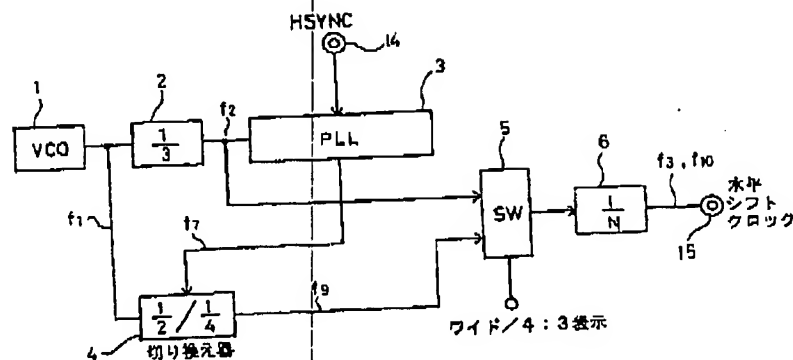 HSYNC
14
1
VCO
2
1/3
f2
3
PLL
5
SW
6
1/N
f3, f10
水平
シフト
クロック
15
f1
f7
f9
1/2 / 1/4
4
切り換え器
ワイド/4:3表示